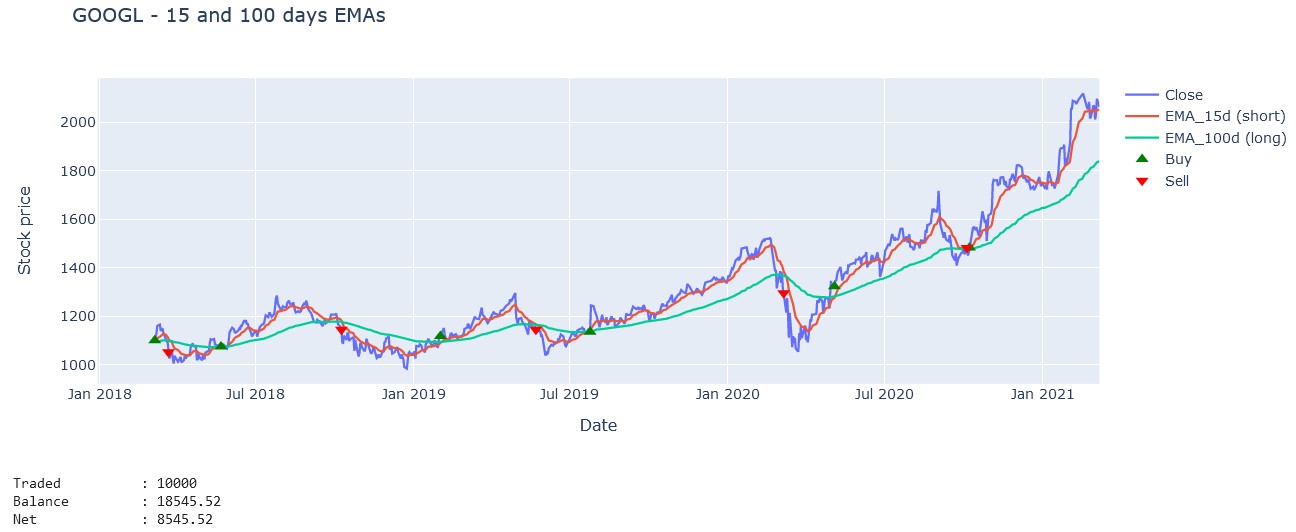 GOOGL - 15 and 100 days EMAs
Close
EMA_15d (short)
EMA_100d (long)
Buy
Sell
Stock price
2000
1800
1600
1400
1200
1000
Jan 2018 Jul 2018 Jan 2019 Jul 2019 Jan 2020 Jul 2020 Jan 2021
Date
Traded : 10000
Balance : 18545.52
Net : 8545.52